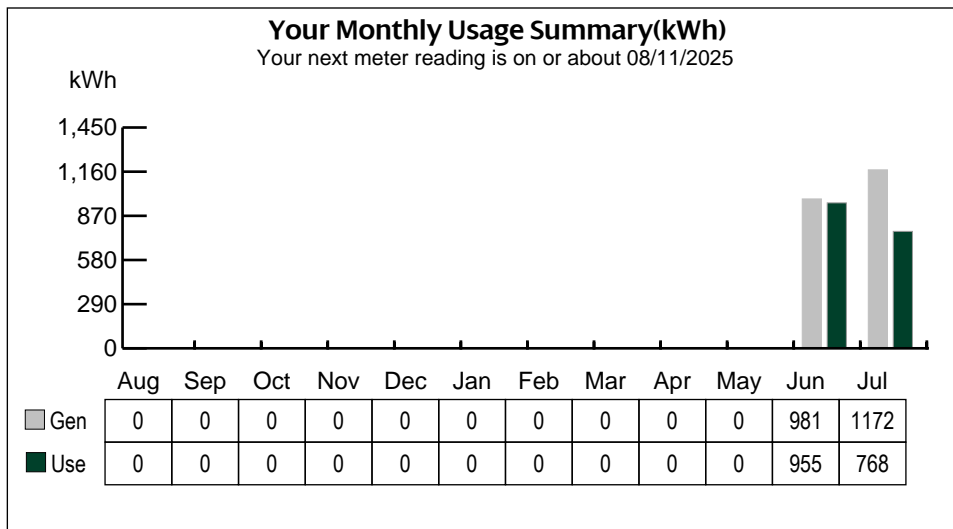 Your Monthly Usage Summary(kWh)
Your next meter reading is on or about 08/11/2025
kWh
1,450
1,160
870
580
290
0
Aug Sep Oct Nov Dec Jan Feb Mar Apr May Jun Jul
Gen 0 0 0 0 0 0 0 0 0 0 981 1172
Use 0 0 0 0 0 0 0 0 0 0 955 768